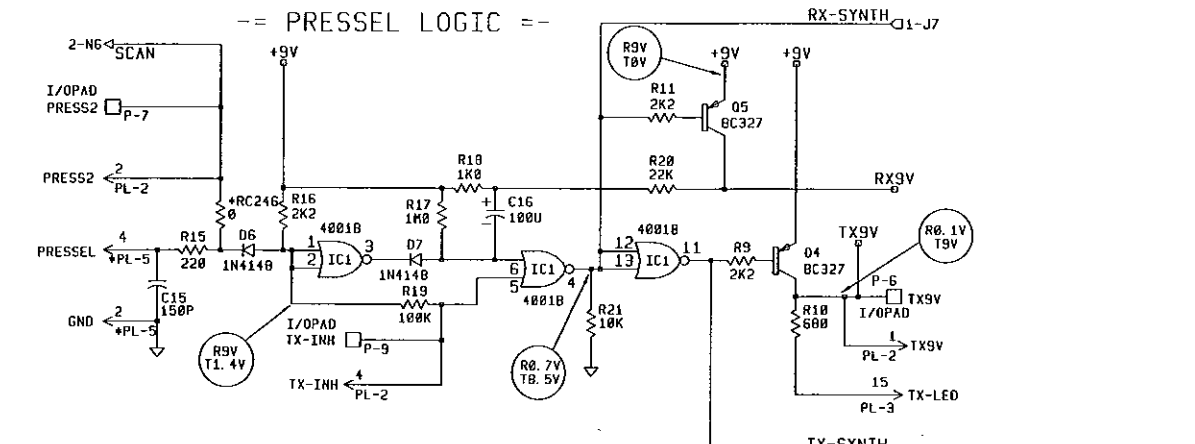 -= PRESSEL LOGIC =-
RX-SYNTH
1-J7
2-N6
SCAN
+9V
R9V
T0V
+9V
+9V
I/OPAD
PRESS2
P-7
R11
2K2
Q5
BC327
PRESS2
2
PL-2
R18
1K0
R20
22K
RX9V
*RC246
0
R16
2K2
R17
1M0
+
-
C16
100U
PRESSEL
4
*PL-5
R15
220
D6
1N4148
1
2
4001B
IC1
3
D7
1N4148
6
5
IC1
4
4001B
12
13
4001B
IC1
11
R9
2K2
Q4
BC327
TX9V
R0.1V
T9V
C15
150P
R19
100K
R21
10K
R10
680
P-6
TX9V
I/OPAD
GND
2
*PL-5
I/OPAD
TX-INH
P-9
R9V
T1.4V
R0.7V
T8.5V
1
PL-2
TX9V
TX-INH
4
PL-2
15
PL-3
TX-LED
TX-SYNTH